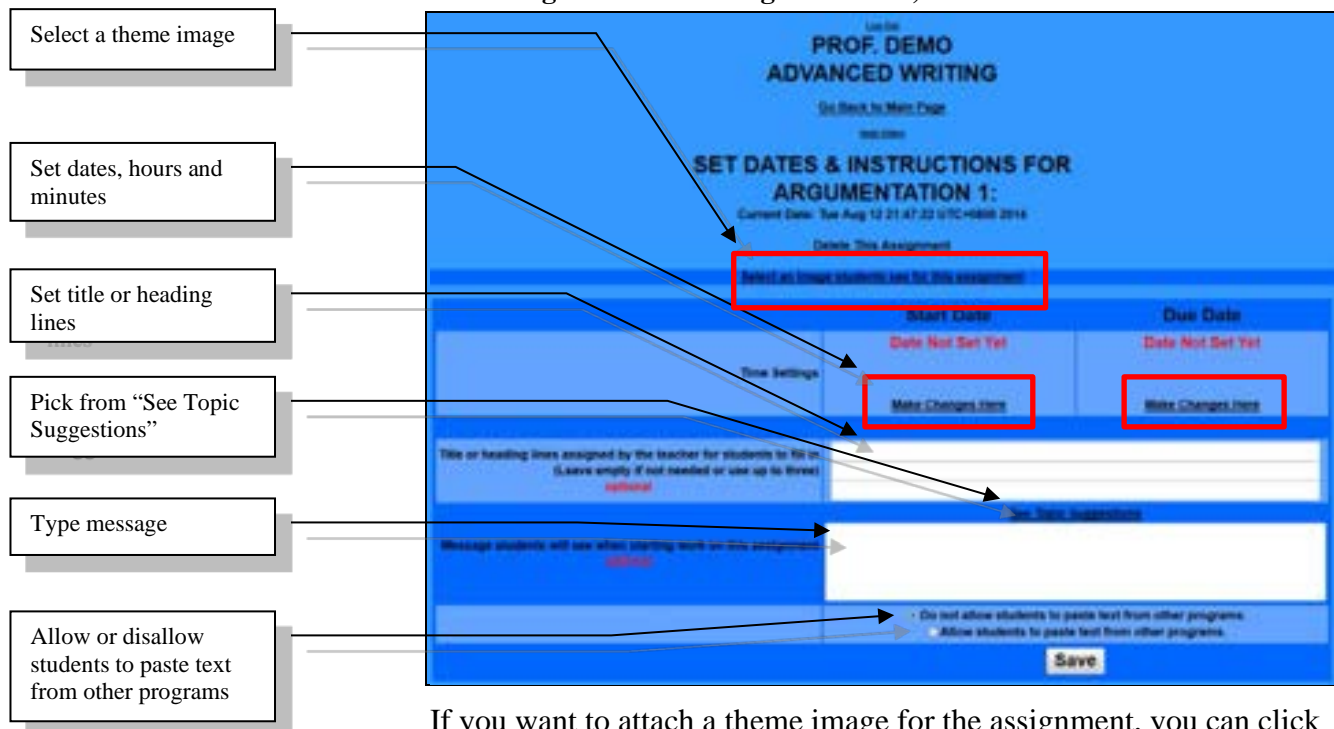 Select a theme image
Set dates, hours and
minutes
Set title or heading
lines
Pick from “See Topic
Suggestions”
Type message
Allow or disallow
students to paste text
from other programs
PROF. DEMO
ADVANCED WRITING
Go Back to Main Page
SET DATES & INSTRUCTIONS FOR
ARGUMENTATION 1:
Current Date: Tue Aug 12 21:47:22 UTC+0800 2014
Delete This Assignment
Select an image students see for this assignment
Start Date Due Date
Date Not Set Yet Date Not Set Yet
Time Settings
Make Changes Here Make Changes Here
Title or heading lines assigned by the teacher for students to fill in
(Leave empty if not needed or use up to three)
optional
See Topic Suggestions
Message students will see when starting work on this assignment
optional
Do not allow students to paste text from other programs.
Allow students to paste text from other programs.
Save
If you want to attach a theme image for the assignment, you can click